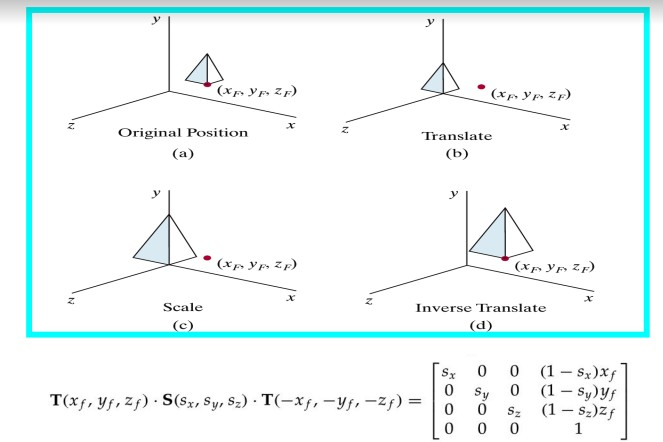 y
(x_F, y_F, z_F)
z
x
Original Position
(a)
y
(x_F, y_F, z_F)
z
x
Translate
(b)
y
(x_F, y_F, z_F)
z
x
Scale
(c)
y
(x_F, y_F, z_F)
z
x
Inverse Translate
(d)
T(x_f, y_f, z_f) · S(s_x, s_y, s_z) · T(−x_f, −y_f, −z_f) =
s_x 0 0 (1 − s_x)x_f
0 s_y 0 (1 − s_y)y_f
0 0 s_z (1 − s_z)z_f
0 0 0 1